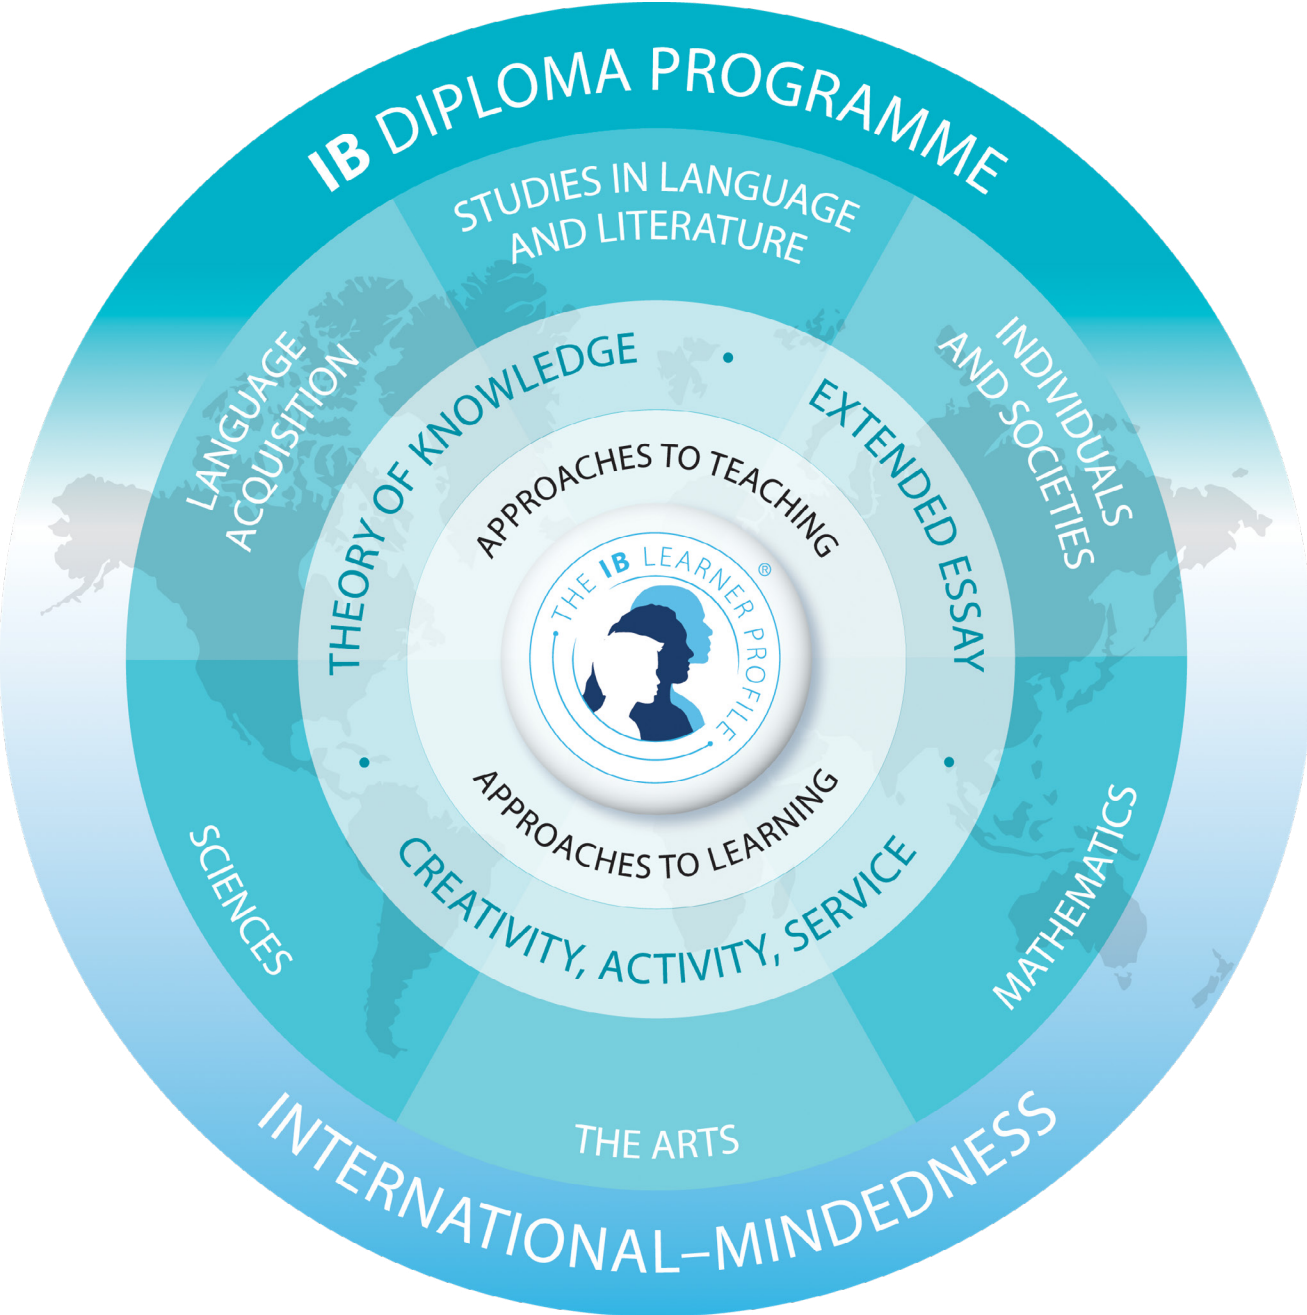 IB DIPLOMA PROGRAMME
STUDIES IN LANGUAGE
AND LITERATURE
LANGUAGE
ACQUISITION
INDIVIDUALS
AND SOCIETIES
THEORY OF KNOWLEDGE
•
EXTENDED ESSAY
APPROACHES TO TEACHING
THE IB LEARNER PROFILE
®
APPROACHES TO LEARNING
•
CREATIVITY, ACTIVITY, SERVICE
•
SCIENCES
MATHEMATICS
THE ARTS
INTERNATIONAL–MINDEDNESS